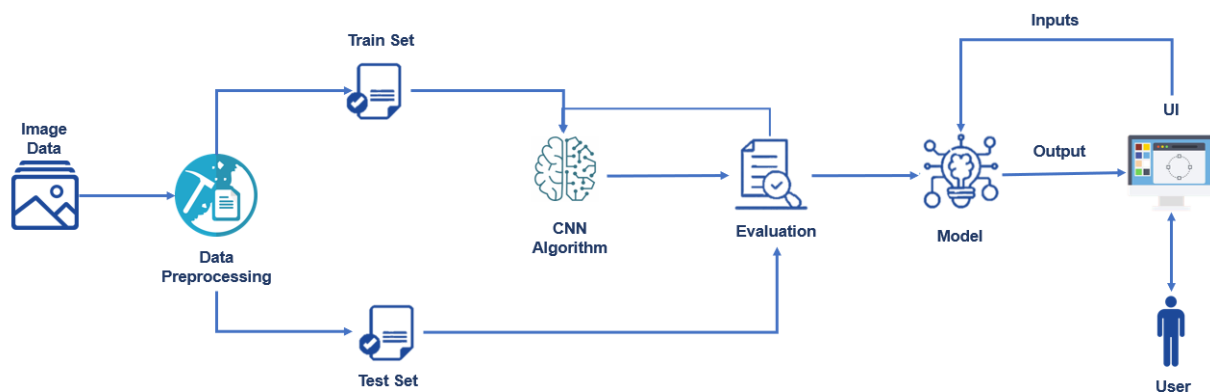 Inputs
Train Set
UI
Image
Data
Output
CNN
Algorithm
Evaluation
Model
Data
Preprocessing
Test Set
User